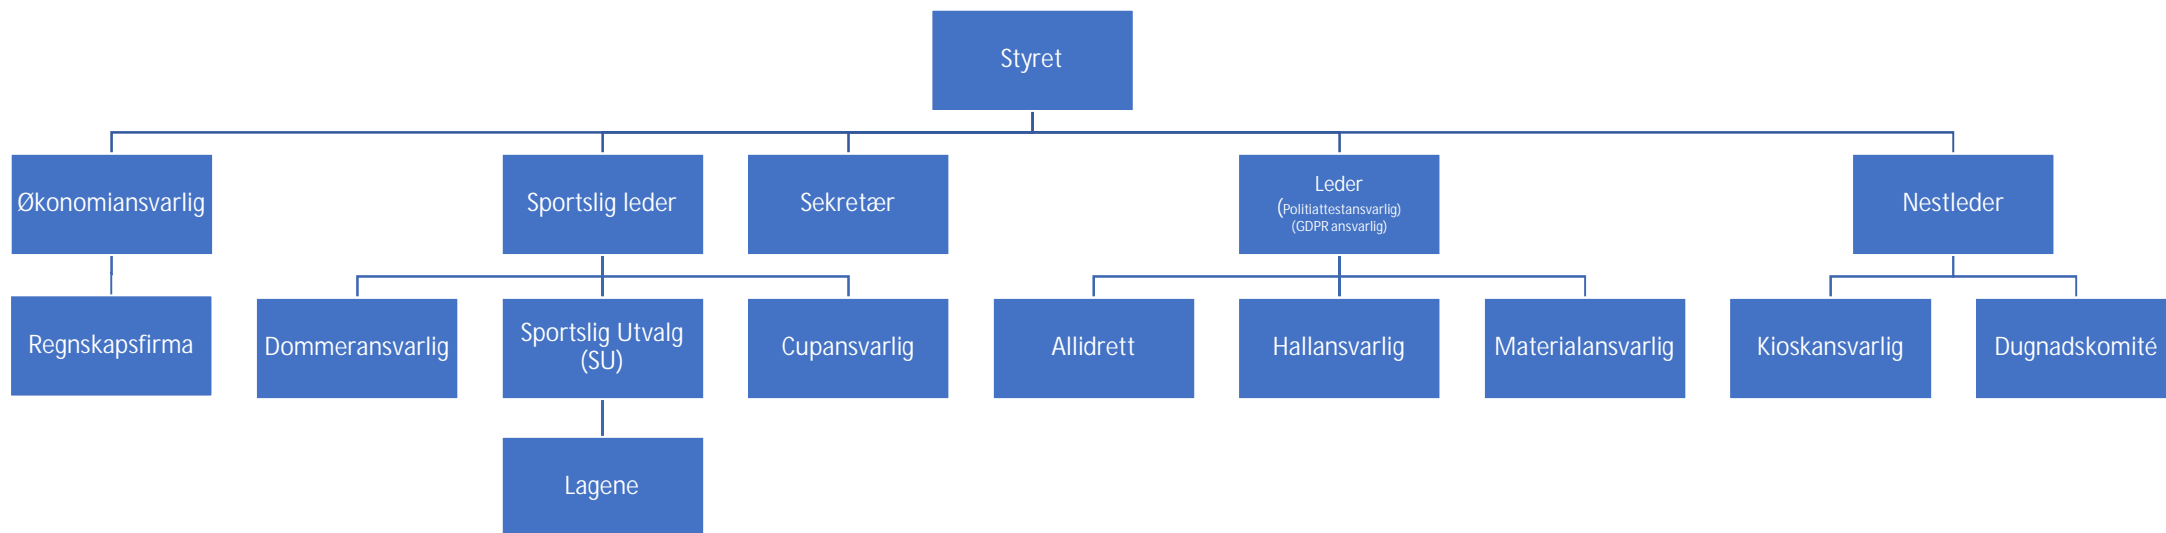 Styret
Økonomiansvarlig
Sportslig leder
Sekretær
Leder
(Politiattestansvarlig)
(GDPR ansvarlig)
Nestleder
Regnskapsfirma
Dommeransvarlig
Sportslig Utvalg
(SU)
Cupansvarlig
Allidrett
Hallansvarlig
Materialansvarlig
Kioskansvarlig
Dugnadskomité
Lagene